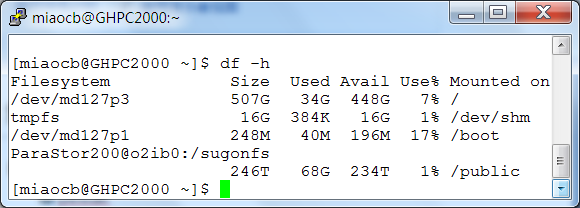 miaocb@GHPC2000:~
[miaocb@GHPC2000 ~]$ df -h
Filesystem            Size  Used Avail Use% Mounted on
/dev/md127p3          507G   34G  448G   7% /
tmpfs                  16G  384K   16G   1% /dev/shm
/dev/md127p1          248M   40M  196M  17% /boot
ParaStor200@o2ib0:/sugonfs
                      246T   68G  234T   1% /public
[miaocb@GHPC2000 ~]$